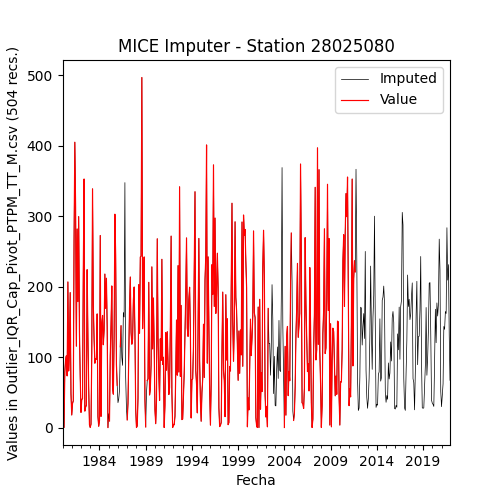 MICE Imputer - Station 28025080
Imputed
Value
Values in Outlier_IQR_Cap_Pivot_PTPM_TT_M.csv (504 recs.)
500
400
300
200
100
0
1984 1989 1994 1999 2004 2009 2014 2019
Fecha